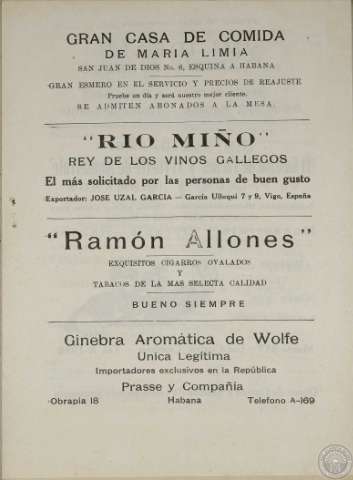 GRAN CASA DE COMIDA
DE MARIA LIMIA
SAN JUAN DE DIOS No. 6, ESQUINA A HABANA
GRAN ESMERO EN EL SERVICIO Y PRECIOS DE REAJUSTE
Pruebe un día y será nuestro mejor cliente.
SE ADMITEN ABONADOS A LA MESA.
"RIO MIÑO"
REY DE LOS VINOS GALLEGOS
El más solicitado por las personas de buen gusto
Exportador: JOSE UZAL GARCIA — García Ulloqui 7 y 9, Vigo, España
"Ramón Allones"
EXQUISITOS CIGARROS OVALADOS
Y
TABACOS DE LA MAS SELECTA CALIDAD
BUENO SIEMPRE
Ginebra Aromática de Wolfe
Unica Legítima
Importadores exclusivos en la República
Prasse y Compañía
Obrapía 18 Habana Telefono A-169